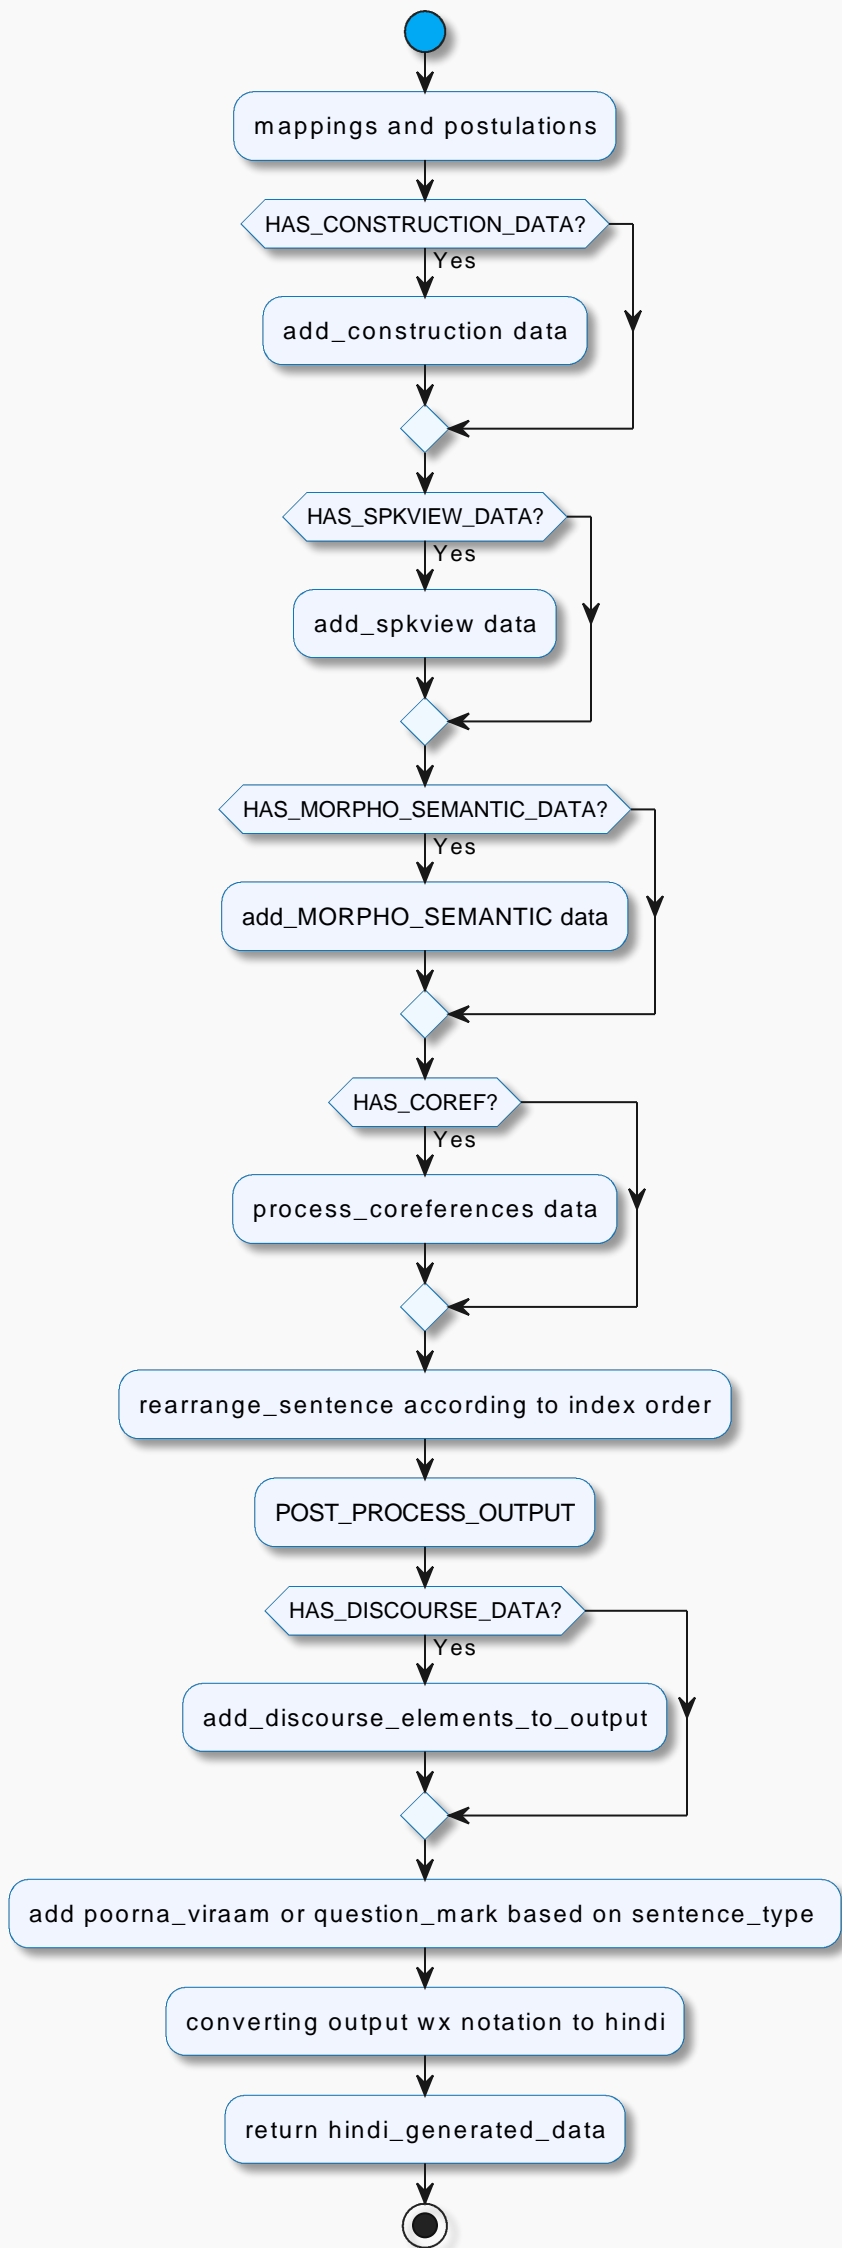 mappings and postulations
HAS_CONSTRUCTION_DATA?
Yes
add_construction data
HAS_SPKVIEW_DATA?
Yes
add_spkview data
HAS_MORPHO_SEMANTIC_DATA?
Yes
add_MORPHO_SEMANTIC data
HAS_COREF?
Yes
process_coreferences data
rearrange_sentence according to index order
POST_PROCESS_OUTPUT
HAS_DISCOURSE_DATA?
Yes
add_discourse_elements_to_output
add poorna_viraam or question_mark based on sentence_type
converting output wx notation to hindi
return hindi_generated_data